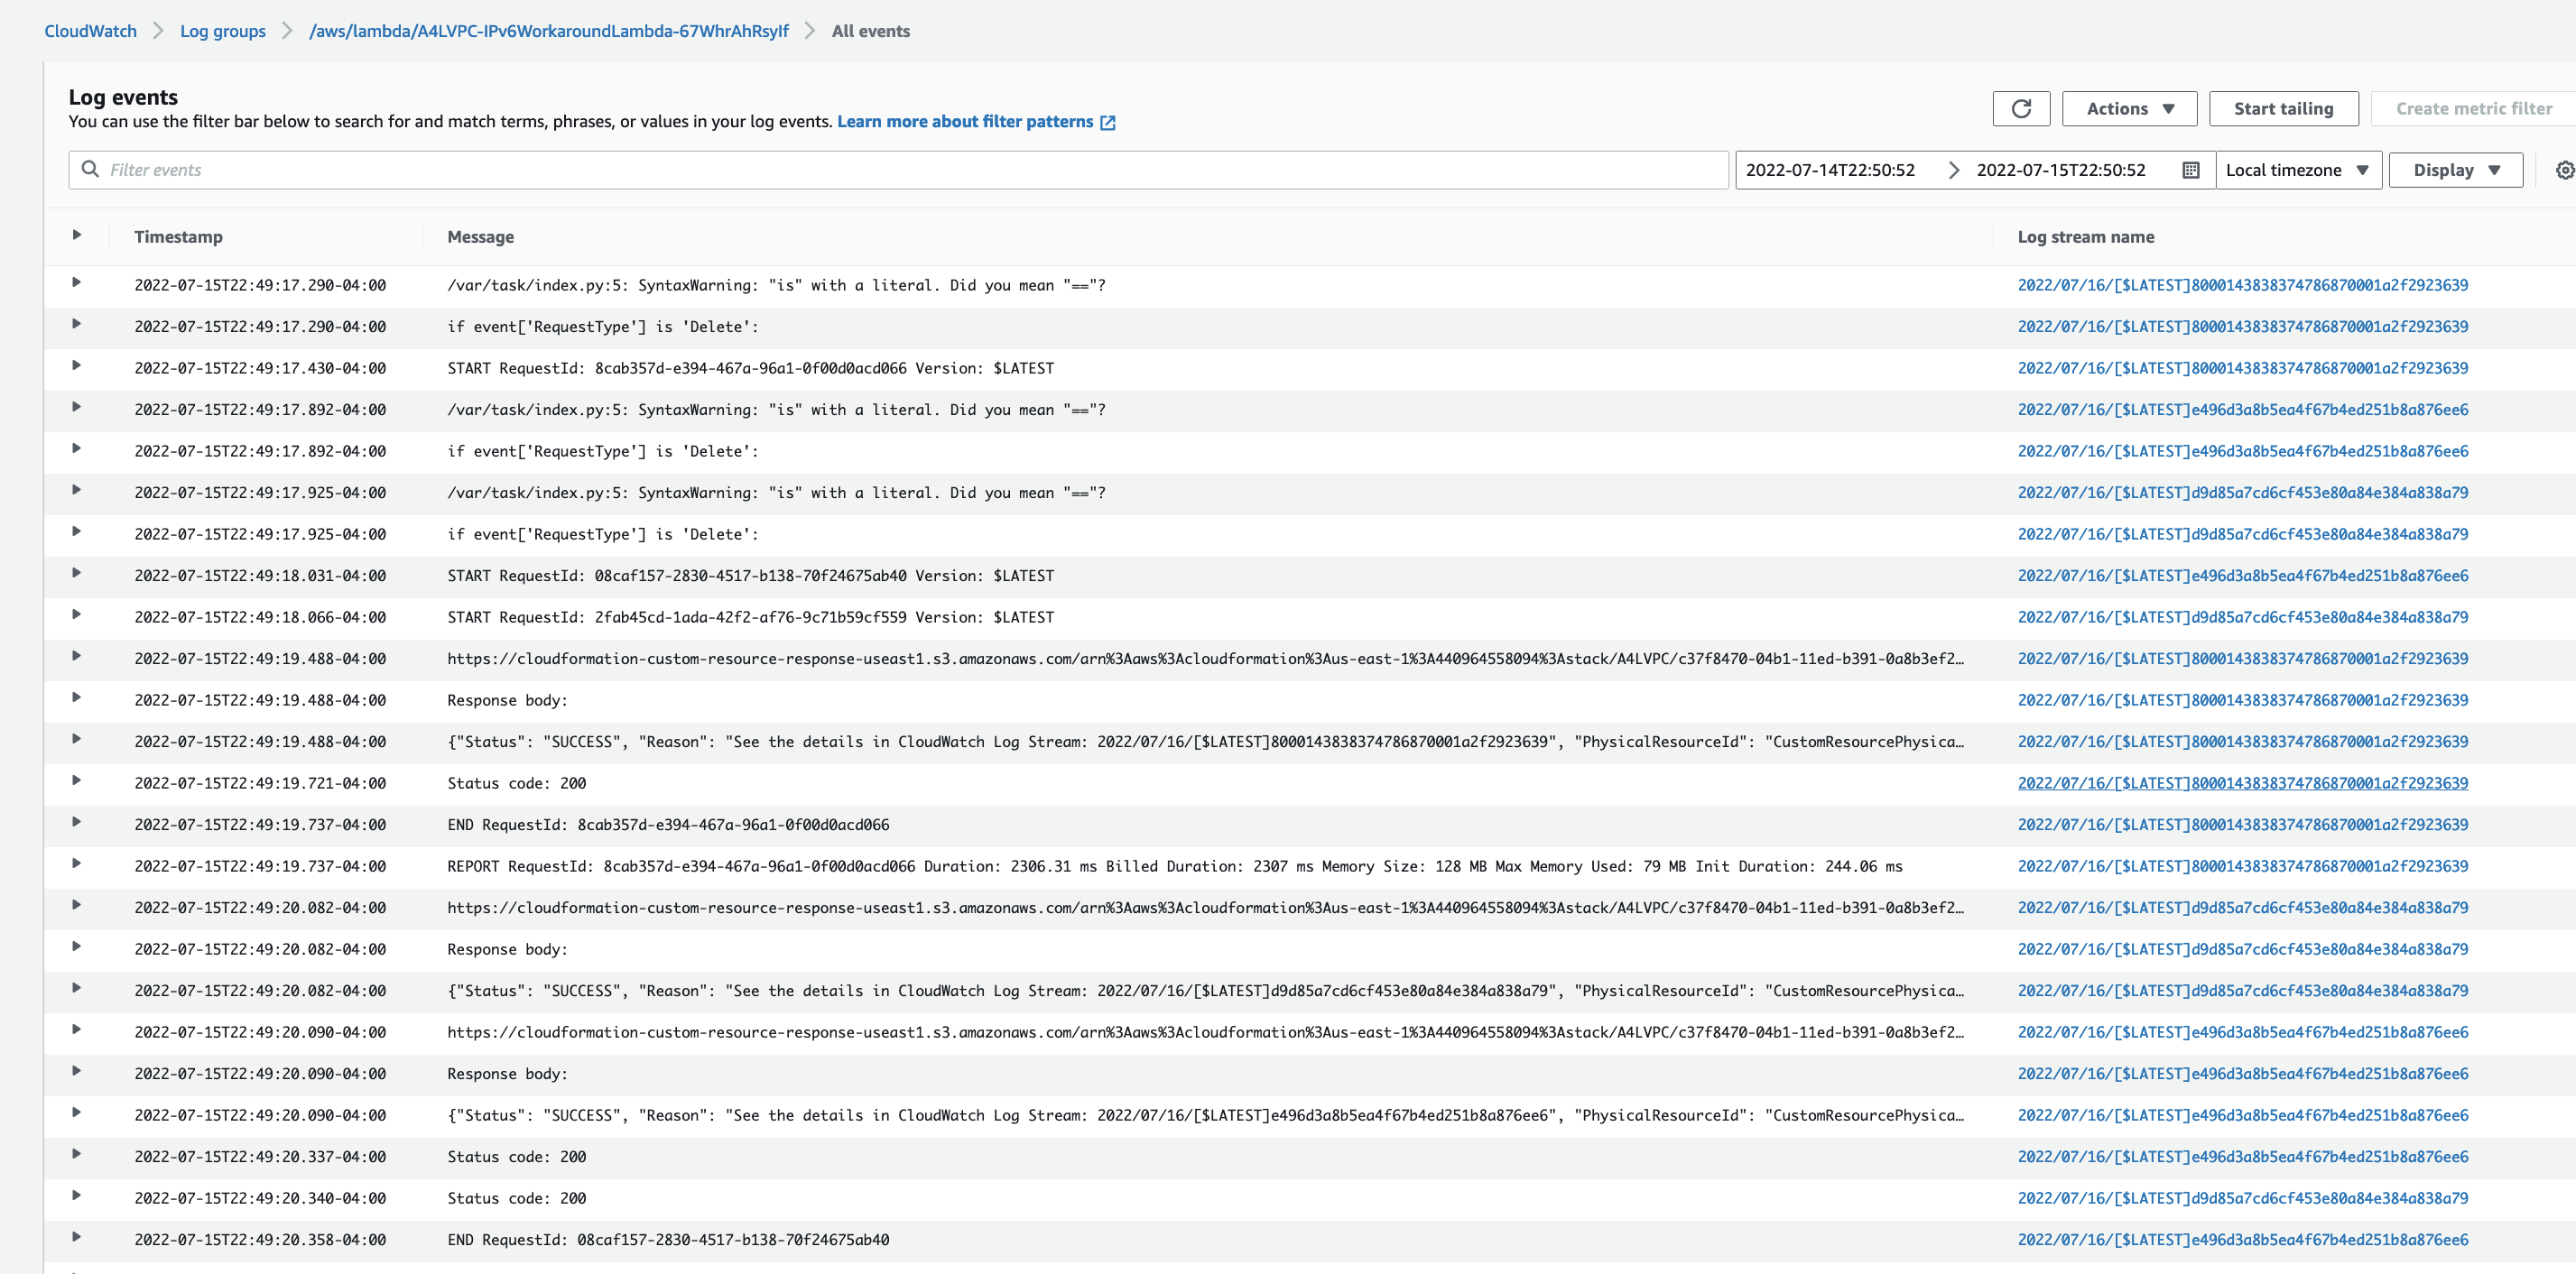 CloudWatch > Log groups > /aws/lambda/A4LVPC-IPv6WorkaroundLambda-67WhrAhRsyIf > All events
Log events
You can use the filter bar below to search for and match terms, phrases, or values in your log events. Learn more about filter patterns
Actions Start tailing Create metric filter
Filter events 2022-07-14T22:50:52 > 2022-07-15T22:50:52 Local timezone Display
Timestamp Message Log stream name
2022-07-15T22:49:17.290-04:00 /var/task/index.py:5: SyntaxWarning: "is" with a literal. Did you mean "=="? 2022/07/16/[$LATEST]8000143838374786870001a2f2923639
2022-07-15T22:49:17.290-04:00 if event['RequestType'] is 'Delete': 2022/07/16/[$LATEST]8000143838374786870001a2f2923639
2022-07-15T22:49:17.430-04:00 START RequestId: 8cab357d-e394-467a-96a1-0f00d0acd066 Version: $LATEST 2022/07/16/[$LATEST]8000143838374786870001a2f2923639
2022-07-15T22:49:17.892-04:00 /var/task/index.py:5: SyntaxWarning: "is" with a literal. Did you mean "=="? 2022/07/16/[$LATEST]e496d3a8b5ea4f67b4ed251b8a876ee6
2022-07-15T22:49:17.892-04:00 if event['RequestType'] is 'Delete': 2022/07/16/[$LATEST]e496d3a8b5ea4f67b4ed251b8a876ee6
2022-07-15T22:49:17.925-04:00 /var/task/index.py:5: SyntaxWarning: "is" with a literal. Did you mean "=="? 2022/07/16/[$LATEST]d9d85a7cd6cf453e80a84e384a838a79
2022-07-15T22:49:17.925-04:00 if event['RequestType'] is 'Delete': 2022/07/16/[$LATEST]d9d85a7cd6cf453e80a84e384a838a79
2022-07-15T22:49:18.031-04:00 START RequestId: 08caf157-2830-4517-b138-70f24675ab40 Version: $LATEST 2022/07/16/[$LATEST]e496d3a8b5ea4f67b4ed251b8a876ee6
2022-07-15T22:49:18.066-04:00 START RequestId: 2fab45cd-1ada-42f2-af76-9c71b59cf559 Version: $LATEST 2022/07/16/[$LATEST]d9d85a7cd6cf453e80a84e384a838a79
2022-07-15T22:49:19.488-04:00 https://cloudformation-custom-resource-response-useast1.s3.amazonaws.com/arn%3Aaws%3Acloudformation%3Aus-east-1%3A440964558094%3Astack/A4LVPC/c37f8470-04b1-11ed-b391-0a8b3ef2… 2022/07/16/[$LATEST]8000143838374786870001a2f2923639
2022-07-15T22:49:19.488-04:00 Response body: 2022/07/16/[$LATEST]8000143838374786870001a2f2923639
2022-07-15T22:49:19.488-04:00 {"Status": "SUCCESS", "Reason": "See the details in CloudWatch Log Stream: 2022/07/16/[$LATEST]8000143838374786870001a2f2923639", "PhysicalResourceId": "CustomResourcePhysica… 2022/07/16/[$LATEST]8000143838374786870001a2f2923639
2022-07-15T22:49:19.721-04:00 Status code: 200 2022/07/16/[$LATEST]8000143838374786870001a2f2923639
2022-07-15T22:49:19.737-04:00 END RequestId: 8cab357d-e394-467a-96a1-0f00d0acd066 2022/07/16/[$LATEST]8000143838374786870001a2f2923639
2022-07-15T22:49:19.737-04:00 REPORT RequestId: 8cab357d-e394-467a-96a1-0f00d0acd066 Duration: 2306.31 ms Billed Duration: 2307 ms Memory Size: 128 MB Max Memory Used: 79 MB Init Duration: 244.06 ms 2022/07/16/[$LATEST]8000143838374786870001a2f2923639
2022-07-15T22:49:20.082-04:00 https://cloudformation-custom-resource-response-useast1.s3.amazonaws.com/arn%3Aaws%3Acloudformation%3Aus-east-1%3A440964558094%3Astack/A4LVPC/c37f8470-04b1-11ed-b391-0a8b3ef2… 2022/07/16/[$LATEST]d9d85a7cd6cf453e80a84e384a838a79
2022-07-15T22:49:20.082-04:00 Response body: 2022/07/16/[$LATEST]d9d85a7cd6cf453e80a84e384a838a79
2022-07-15T22:49:20.082-04:00 {"Status": "SUCCESS", "Reason": "See the details in CloudWatch Log Stream: 2022/07/16/[$LATEST]d9d85a7cd6cf453e80a84e384a838a79", "PhysicalResourceId": "CustomResourcePhysica… 2022/07/16/[$LATEST]d9d85a7cd6cf453e80a84e384a838a79
2022-07-15T22:49:20.090-04:00 https://cloudformation-custom-resource-response-useast1.s3.amazonaws.com/arn%3Aaws%3Acloudformation%3Aus-east-1%3A440964558094%3Astack/A4LVPC/c37f8470-04b1-11ed-b391-0a8b3ef2… 2022/07/16/[$LATEST]e496d3a8b5ea4f67b4ed251b8a876ee6
2022-07-15T22:49:20.090-04:00 Response body: 2022/07/16/[$LATEST]e496d3a8b5ea4f67b4ed251b8a876ee6
2022-07-15T22:49:20.090-04:00 {"Status": "SUCCESS", "Reason": "See the details in CloudWatch Log Stream: 2022/07/16/[$LATEST]e496d3a8b5ea4f67b4ed251b8a876ee6", "PhysicalResourceId": "CustomResourcePhysica… 2022/07/16/[$LATEST]e496d3a8b5ea4f67b4ed251b8a876ee6
2022-07-15T22:49:20.337-04:00 Status code: 200 2022/07/16/[$LATEST]e496d3a8b5ea4f67b4ed251b8a876ee6
2022-07-15T22:49:20.340-04:00 Status code: 200 2022/07/16/[$LATEST]d9d85a7cd6cf453e80a84e384a838a79
2022-07-15T22:49:20.358-04:00 END RequestId: 08caf157-2830-4517-b138-70f24675ab40 2022/07/16/[$LATEST]e496d3a8b5ea4f67b4ed251b8a876ee6